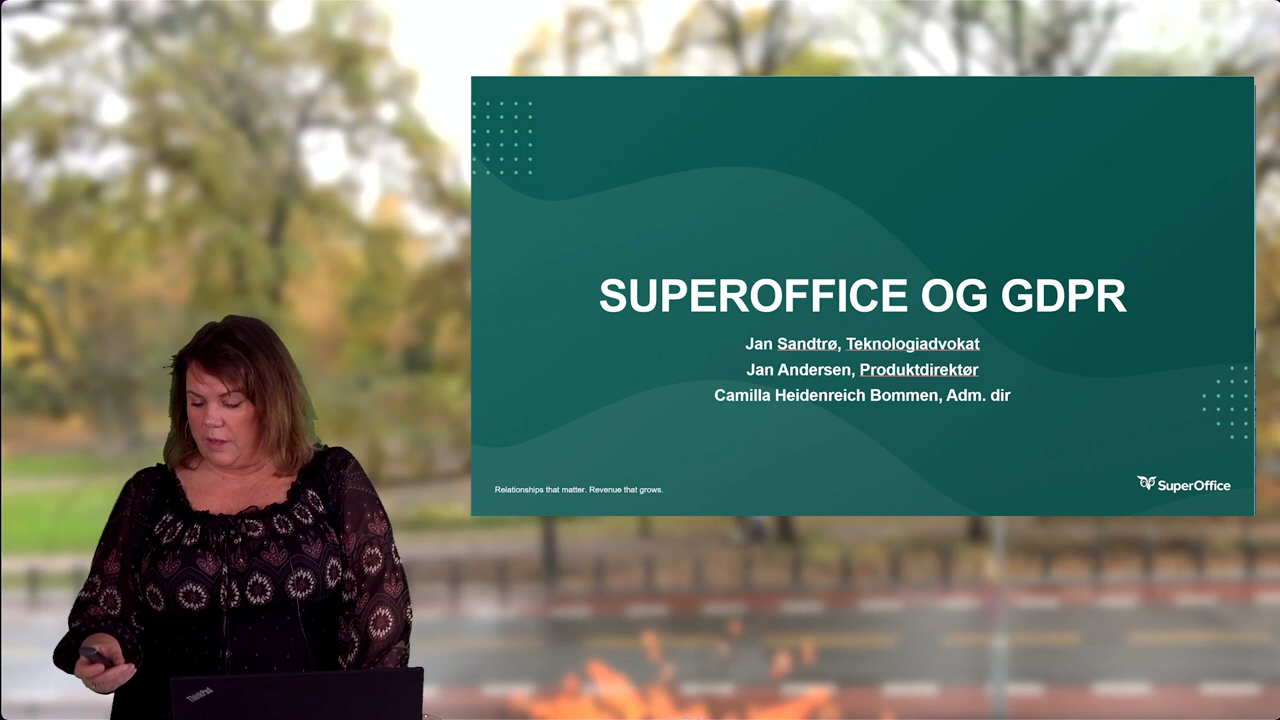 SUPEROFFICE OG GDPR
Jan Sandtrø, Teknologiadvokat
Jan Andersen, Produktdirektør
Camilla Heidenreich Bommen, Adm. dir
Relationships that matter. Revenue that grows.
SuperOffice
ThinkPad